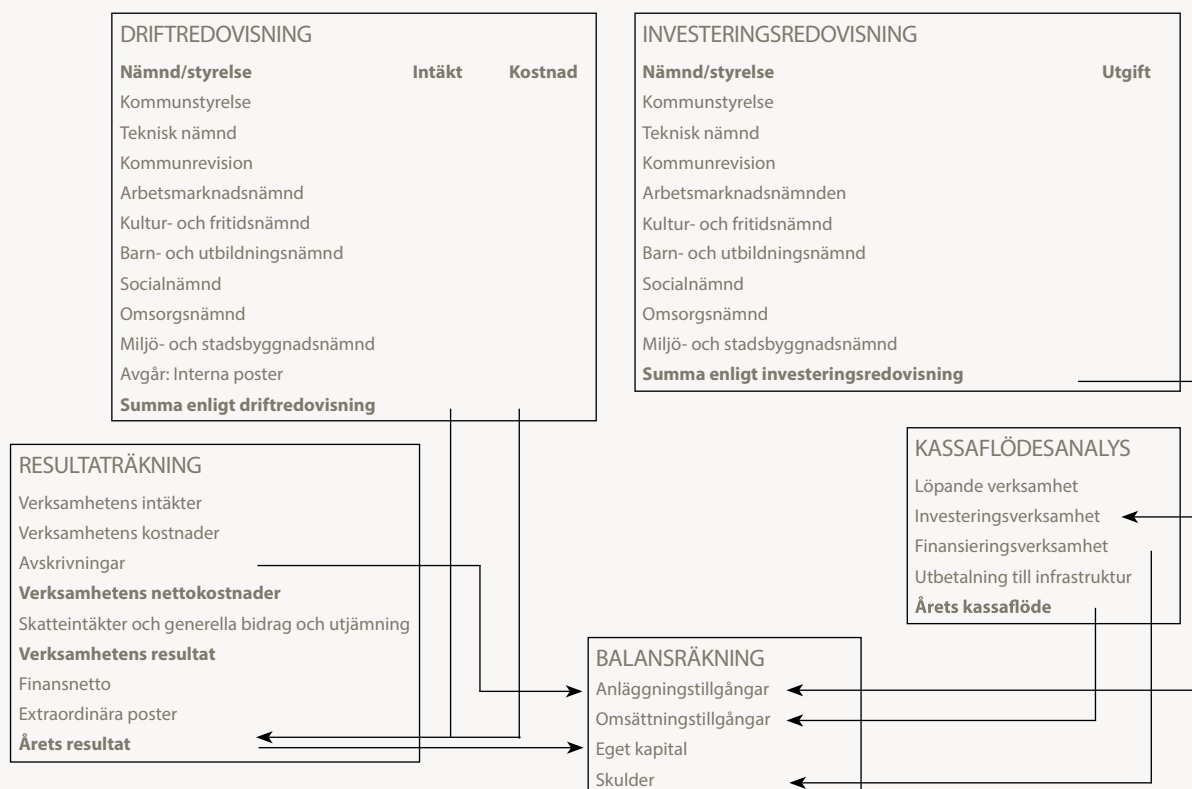 DRIFTREDOVISNING
Nämnd/styrelse Intäkt Kostnad
Kommunstyrelse
Teknisk nämnd
Kommunrevision
Arbetsmarknadsnämnd
Kultur- och fritidsnämnd
Barn- och utbildningsnämnd
Socialnämnd
Omsorgsnämnd
Miljö- och stadsbyggnadsnämnd
Avgår: Interna poster
Summa enligt driftredovisning
INVESTERINGSREDOVISNING
Nämnd/styrelse Utgift
Kommunstyrelse
Teknisk nämnd
Kommunrevision
Arbetsmarknadsnämnden
Kultur- och fritidsnämnd
Barn- och utbildningsnämnd
Socialnämnd
Omsorgsnämnd
Miljö- och stadsbyggnadsnämnd
Summa enligt investeringsredovisning
RESULTATRÄKNING
Verksamhetens intäkter
Verksamhetens kostnader
Avskrivningar
Verksamhetens nettokostnader
Skatteintäkter och generella bidrag och utjämning
Verksamhetens resultat
Finansnetto
Extraordinära poster
Årets resultat
KASSAFLÖDESANALYS
Löpande verksamhet
Investeringsverksamhet
Finansieringsverksamhet
Utbetalning till infrastruktur
Årets kassaflöde
BALANSRÄKNING
Anläggningstillgångar
Omsättningstillgångar
Eget kapital
Skulder